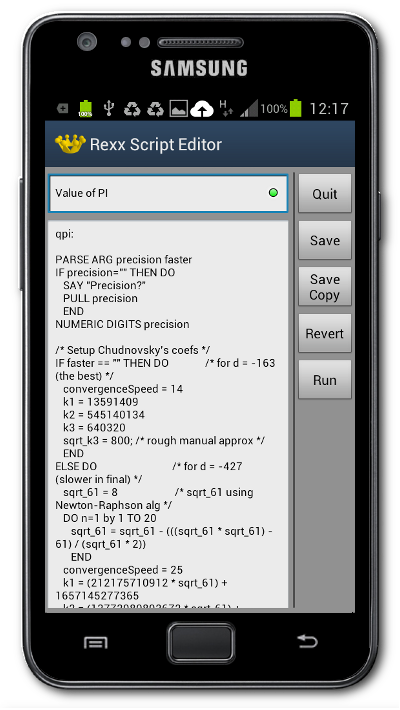 SAMSUNG
100%
H
100%
12:17
Rexx Script Editor
Value of PI
Quit
Save
Save
Copy
Revert
Run
qpi:
PARSE ARG precision faster
IF precision="" THEN DO
SAY "Precision?"
PULL precision
END
NUMERIC DIGITS precision
/* Setup Chudnovsky's coefs */
IF faster == "" THEN DO /* for d = -163
(the best) */
convergenceSpeed = 14
k1 = 13591409
k2 = 545140134
k3 = 640320
sqrt_k3 = 800; /* rough manual approx */
END
ELSE DO /* for d = -427
(slower in final) */
sqrt_61 = 8 /* sqrt_61 using
Newton-Raphson alg */
DO n=1 by 1 TO 20
sqrt_61 = sqrt_61 - (((sqrt_61 * sqrt_61) -
61) / (sqrt_61 * 2))
END
convergenceSpeed = 25
k1 = (212175710912 * sqrt_61) +
1657145277365